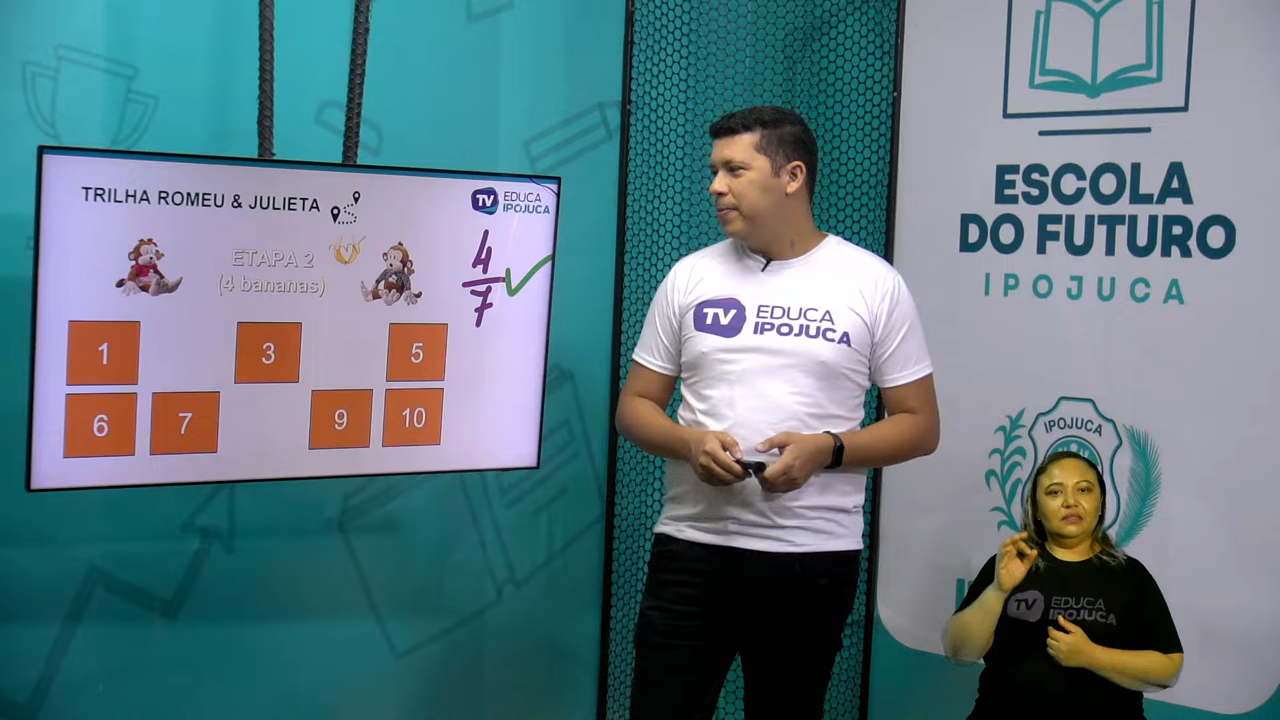 TRILHA ROMEU & JULIETA
TV EDUCA
IPOJUCA
ETAPA 2
(4 bananas)
4
7
1
3
5
6
7
9
10
TV EDUCA
IPOJUCA
ESCOLA
DO FUTURO
IPOJUCA
IPOJUCA
TV EDUCA
IPOJUCA